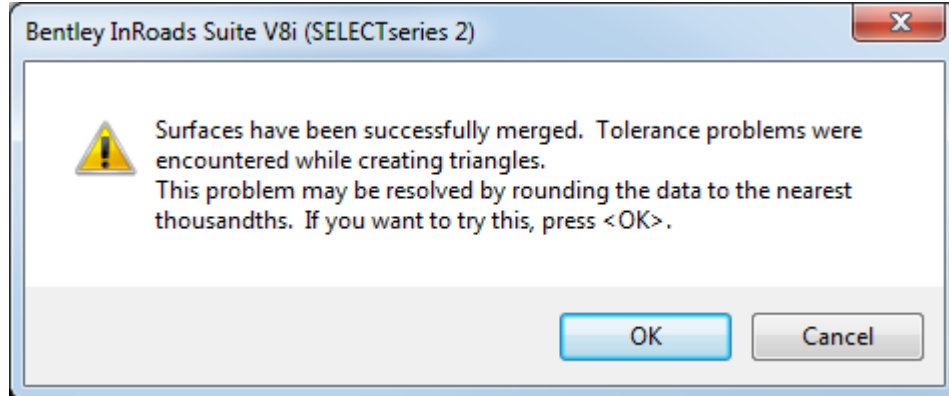 Bentley InRoads Suite V8i (SELECTseries 2)
Surfaces have been successfully merged.  Tolerance problems were
encountered while creating triangles.
This problem may be resolved by rounding the data to the nearest
thousandths.  If you want to try this, press <OK>.
OK
Cancel